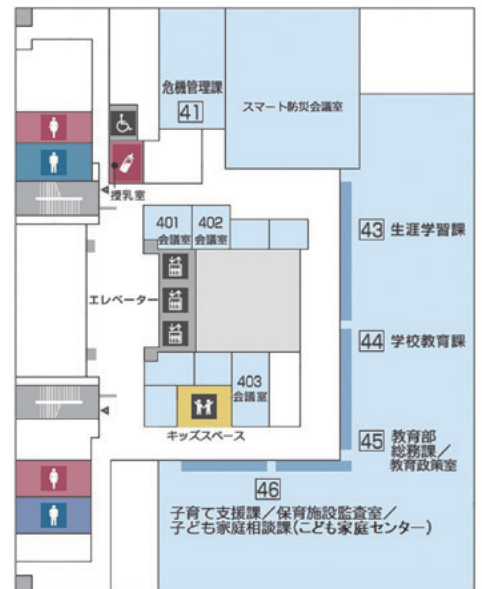 危機管理課
41
スマート防災会議室
授乳室
401
会議室
402
会議室
43 生涯学習課
エレベーター
44 学校教育課
403
会議室
キッズスペース
45 教育部
総務課/
教育政策室
46
子育て支援課/保育施設監査室/
子ども家庭相談課(こども家庭センター)